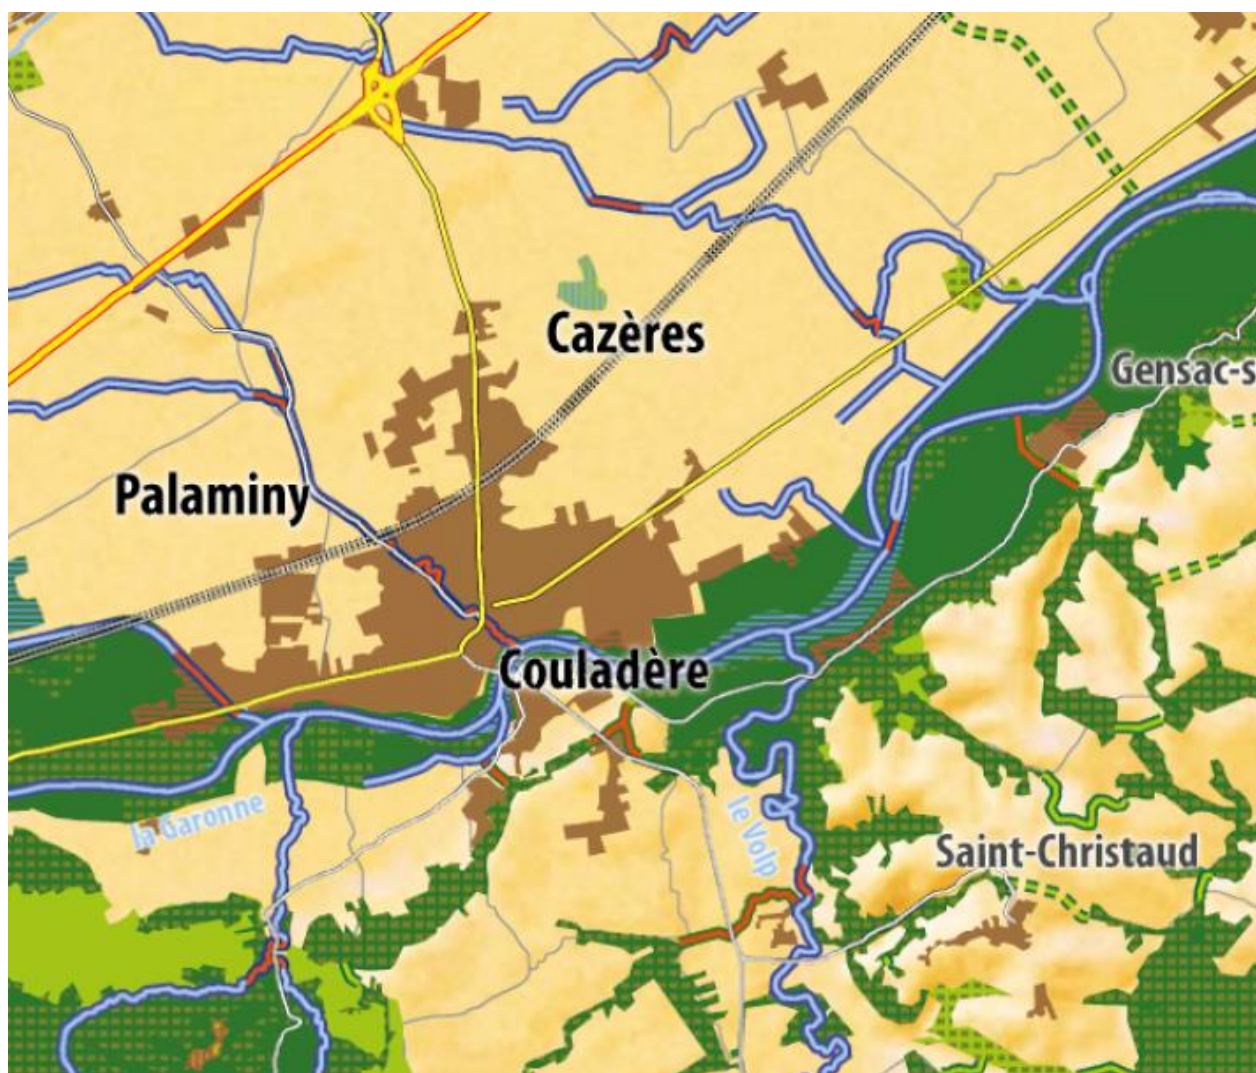 Cazères
Gensac-s
Palaminy
Couladère
la Garonne
le Volp
Saint-Christaud